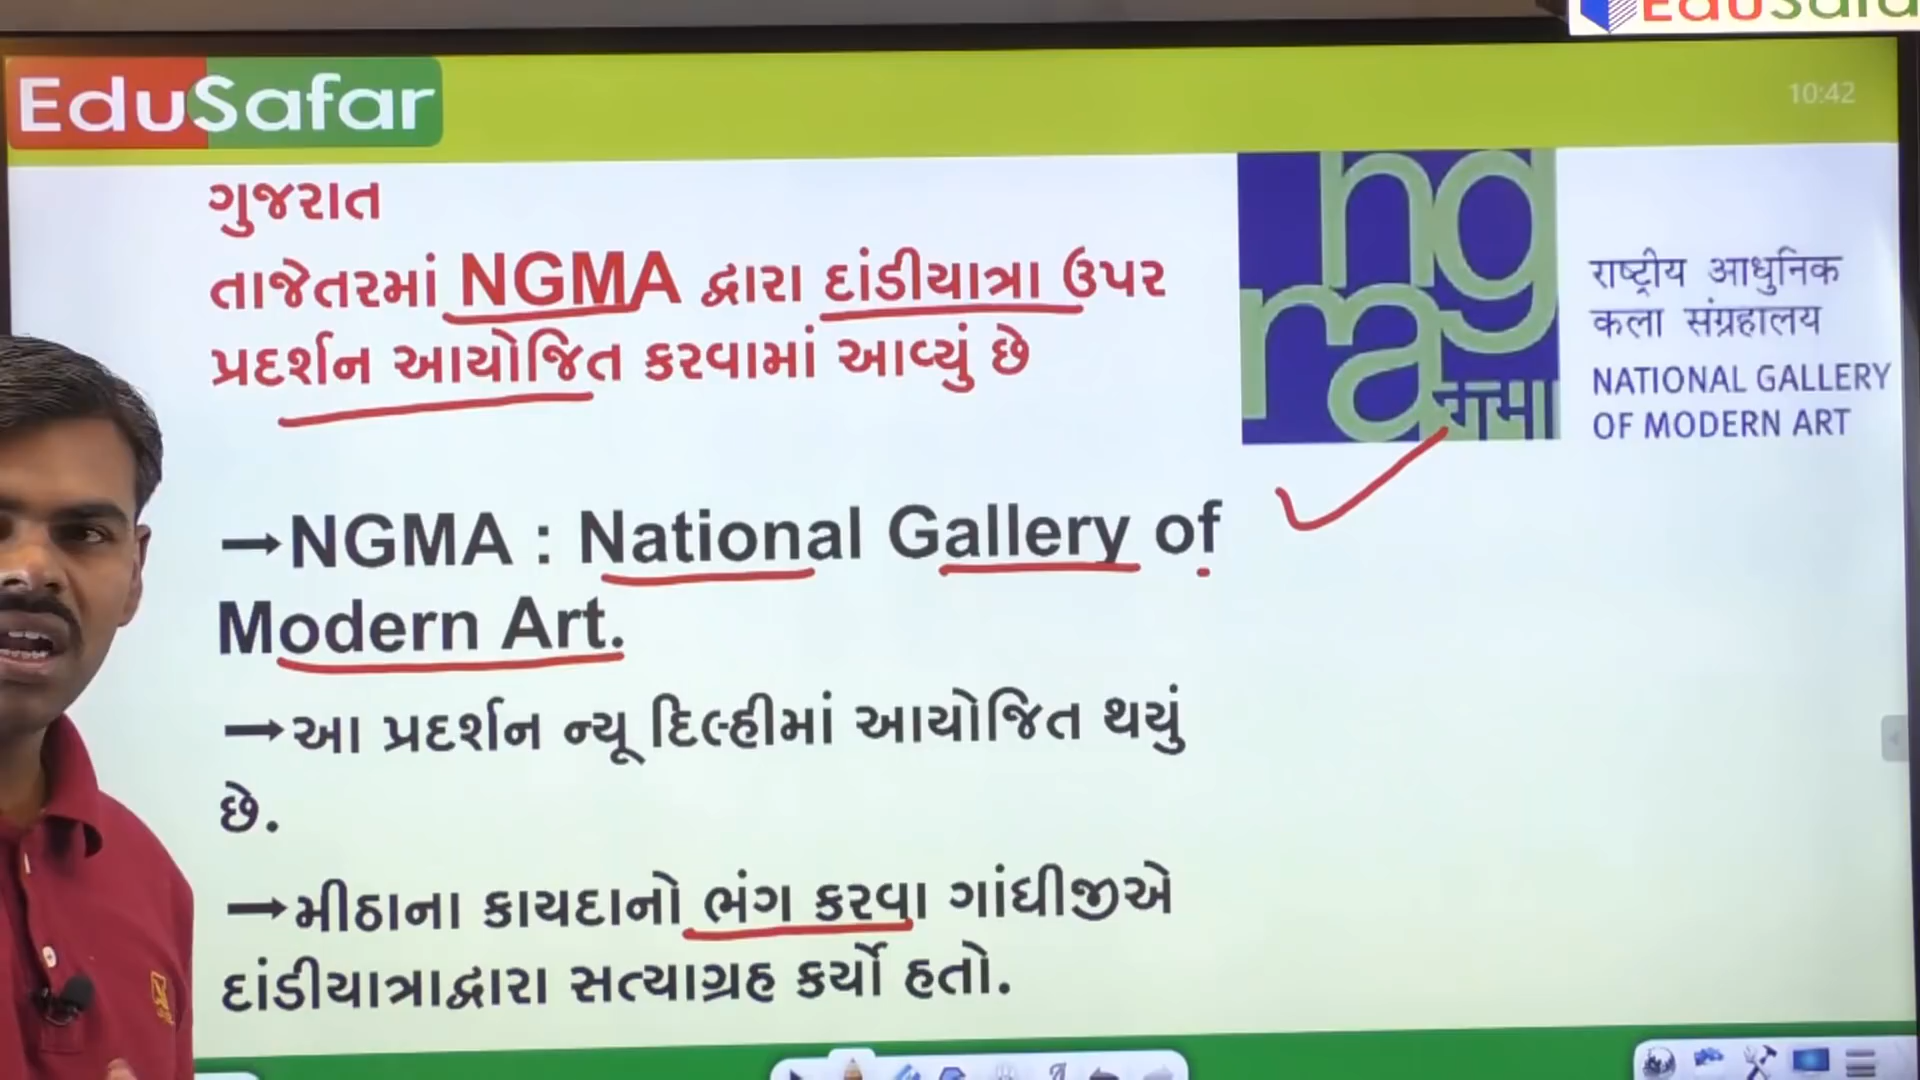 EduSafar
EduSafar
10:42
ગુજરાત
તાજેતરમાં NGMA દ્વારા દાંડીયાત્રા ઉપર
પ્રદર્શન આયોજિત કરવામાં આવ્યું છે
ngma
नगमा
राष्ट्रीय आधुनिक
कला संग्रहालय
NATIONAL GALLERY
OF MODERN ART
→NGMA : National Gallery of
Modern Art.
→આ પ્રદર્શન ન્યૂ દિલ્હીમાં આયોજિત થયું
છે.
→મીઠાના કાયદાનો ભંગ કરવા ગાંધીજીએ
દાંડીયાત્રાદ્વારા સત્યાગ્રહ કર્યો હતો.